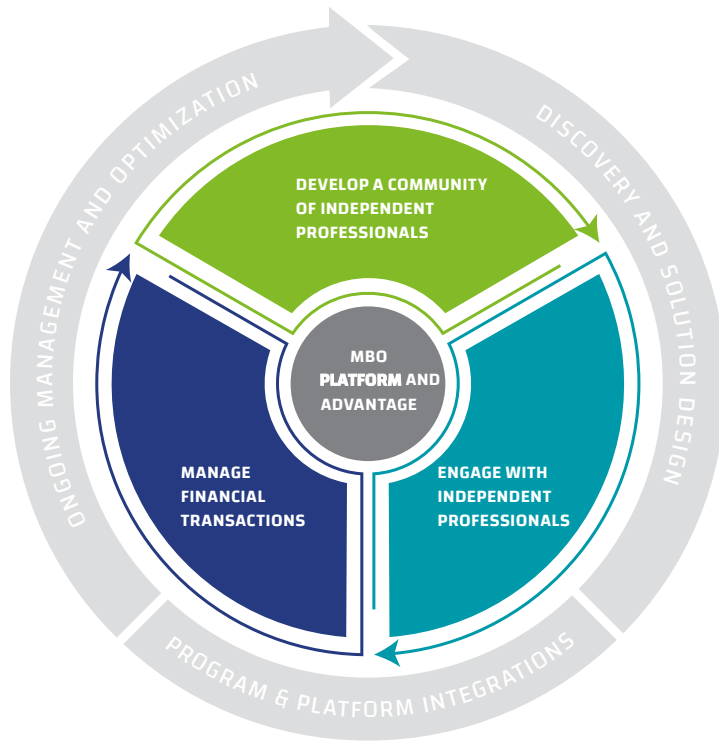 ONGOING MANAGEMENT AND OPTIMIZATION
DISCOVERY AND SOLUTION DESIGN
DEVELOP A COMMUNITY
OF INDEPENDENT
PROFESSIONALS
MBO
PLATFORM AND
ADVANTAGE
MANAGE
FINANCIAL
TRANSACTIONS
ENGAGE WITH
INDEPENDENT
PROFESSIONALS
PROGRAM & PLATFORM INTEGRATIONS